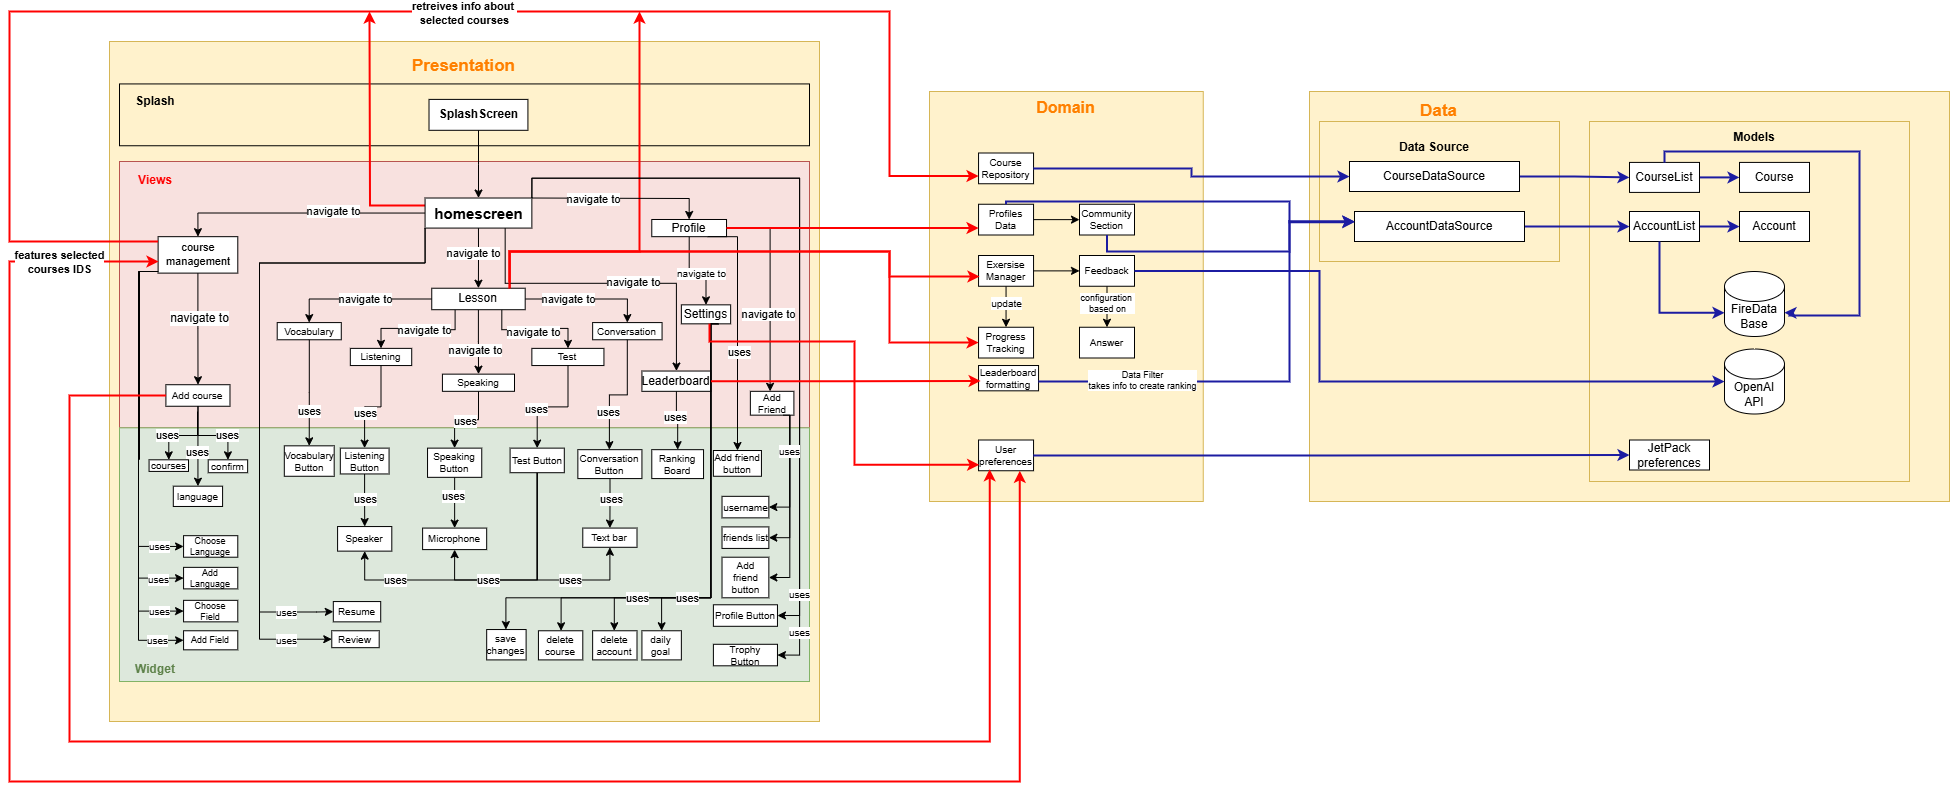 retreives info about
selected courses
Presentation
Splash
SplashScreen
Views
navigate to
navigate to
homescreen
Profile
course
management
features selected
courses IDS
navigate to
navigate to
navigate to
Lesson
navigate to
navigate to
navigate to
Settings
navigate to
navigate to
Vocabulary
navigate to
navigate to
Conversation
Listening
navigate to
Test
uses
Speaking
Leaderboard
Add course
Add
Friend
uses
uses
uses
uses
uses
uses
uses
uses
uses
uses
courses
confirm
language
Vocabulary
Button
Listening
Button
Speaking
Button
Test Button
Conversation
Button
Ranking
Board
Add friend
button
uses
uses
uses
uses
username
Speaker
Microphone
Text bar
friends list
uses
Choose
Language
uses
Add
Language
uses
uses
uses
Add
friend
button
uses
uses
uses
uses
Choose
Field
uses
Resume
Profile Button
uses
Add Field
uses
Review
save
changes
delete
course
delete
account
daily
goal
uses
Trophy
Button
Widget
Domain
Course
Repository
Profiles
Data
Community
Section
Exersise
Manager
Feedback
update
configuration
based on
Progress
Tracking
Answer
Leaderboard
formatting
Data Filter
takes info to create ranking
User
preferences
Data
Data Source
CourseDataSource
AccountDataSource
Models
CourseList
Course
AccountList
Account
FireData
Base
OpenAI
API
JetPack
preferences